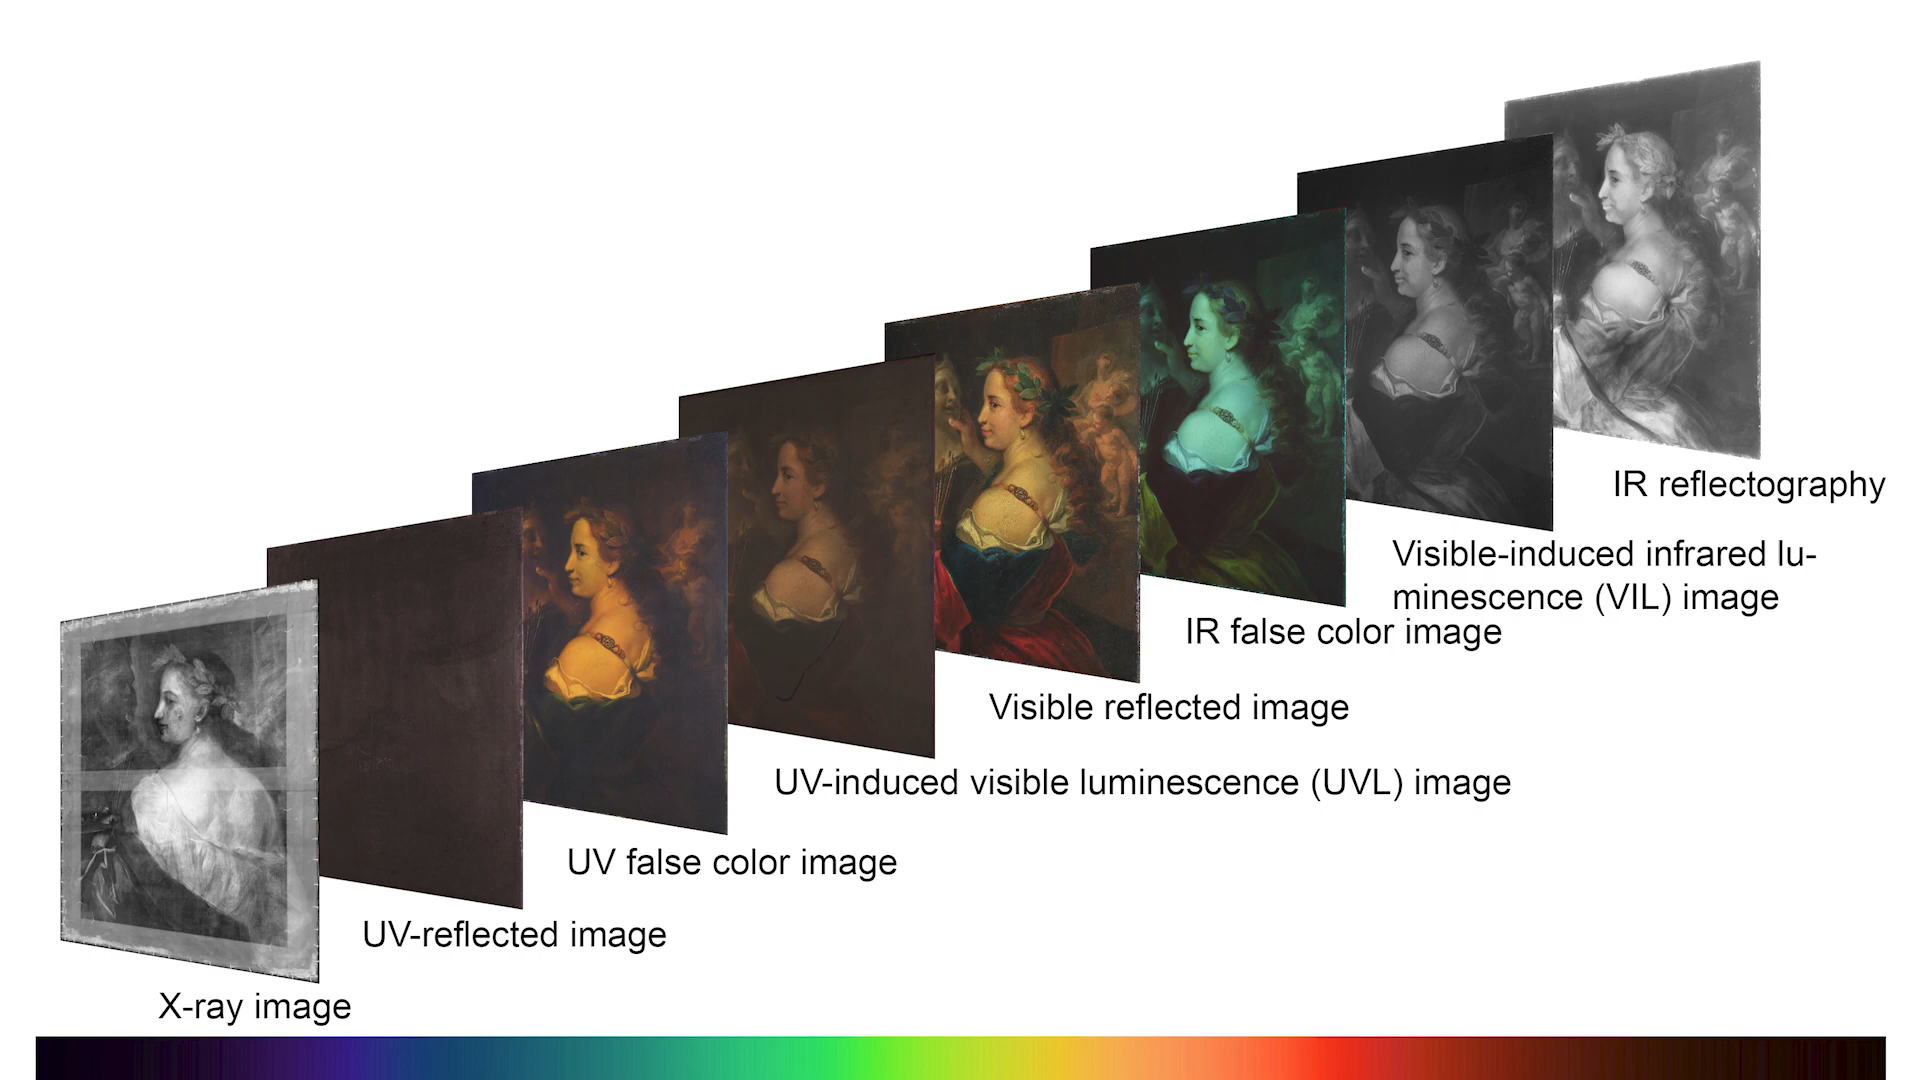 IR reflectography
Visible-induced infrared lu-
minescence (VIL) image
IR false color image
Visible reflected image
UV-induced visible luminescence (UVL) image
UV false color image
UV-reflected image
X-ray image